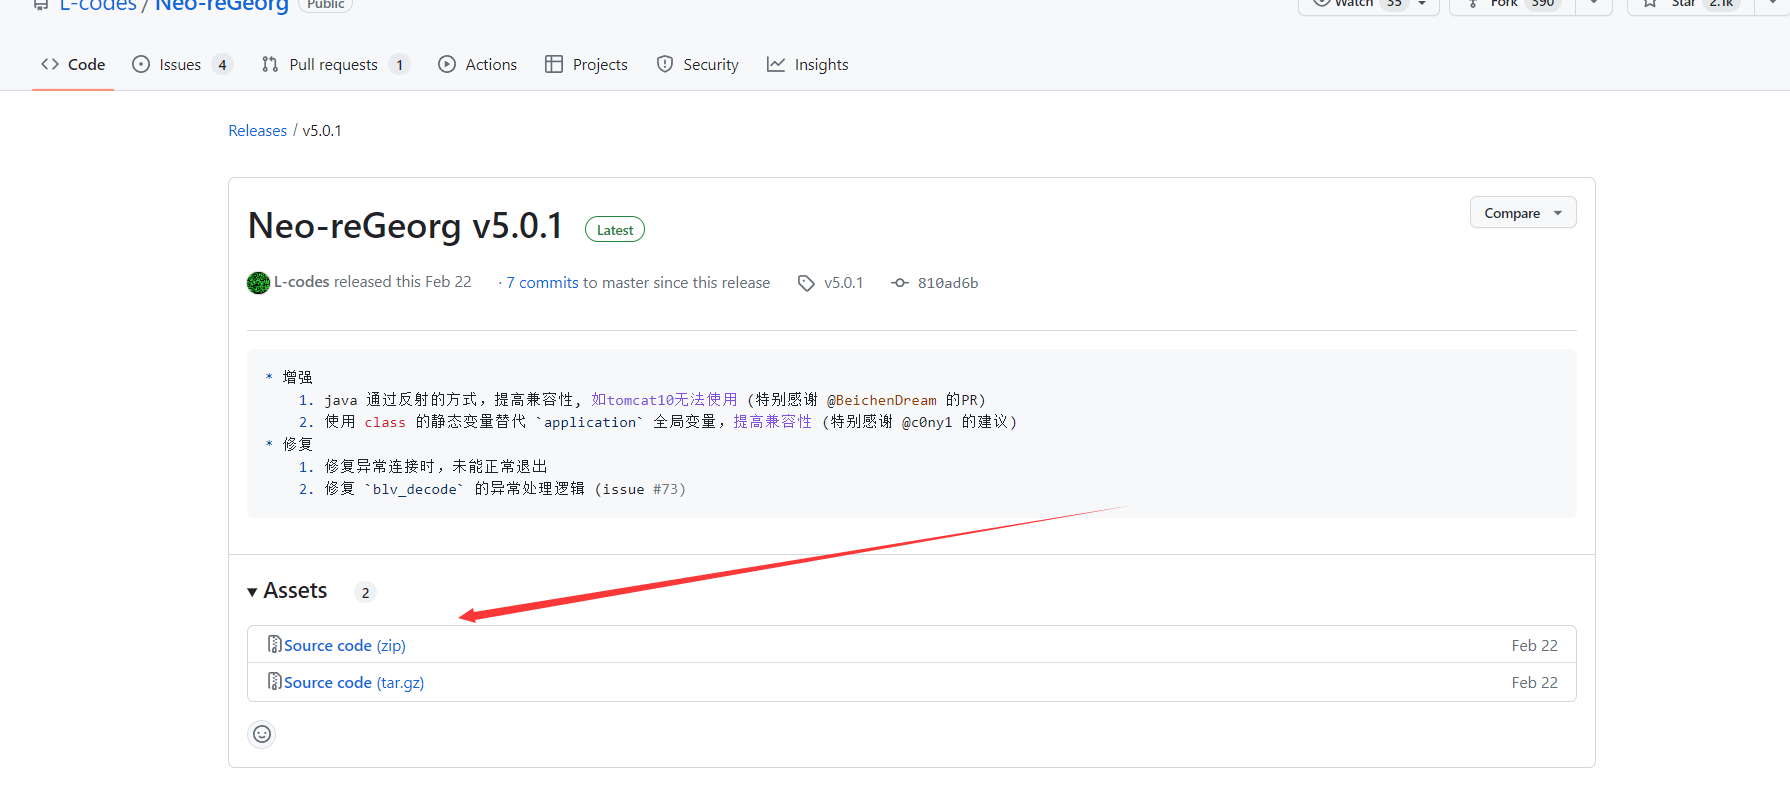 L-codes / Neo-reGeorg Public
Watch 35 Fork 390 Star 2.1k
Code Issues 4 Pull requests 1 Actions Projects Security Insights
Releases / v5.0.1
Neo-reGeorg v5.0.1 Latest
Compare
L-codes released this Feb 22 · 7 commits to master since this release v5.0.1 810ad6b
* 增强
1. java 通过反射的方式，提高兼容性, 如tomcat10无法使用 (特别感谢 @BeichenDream 的PR)
2. 使用 class 的静态变量替代 `application` 全局变量，提高兼容性 (特别感谢 @c0ny1 的建议)
* 修复
1. 修复异常连接时，未能正常退出
2. 修复 `blv_decode` 的异常处理逻辑 (issue #73)
Assets 2
Source code (zip) Feb 22
Source code (tar.gz) Feb 22